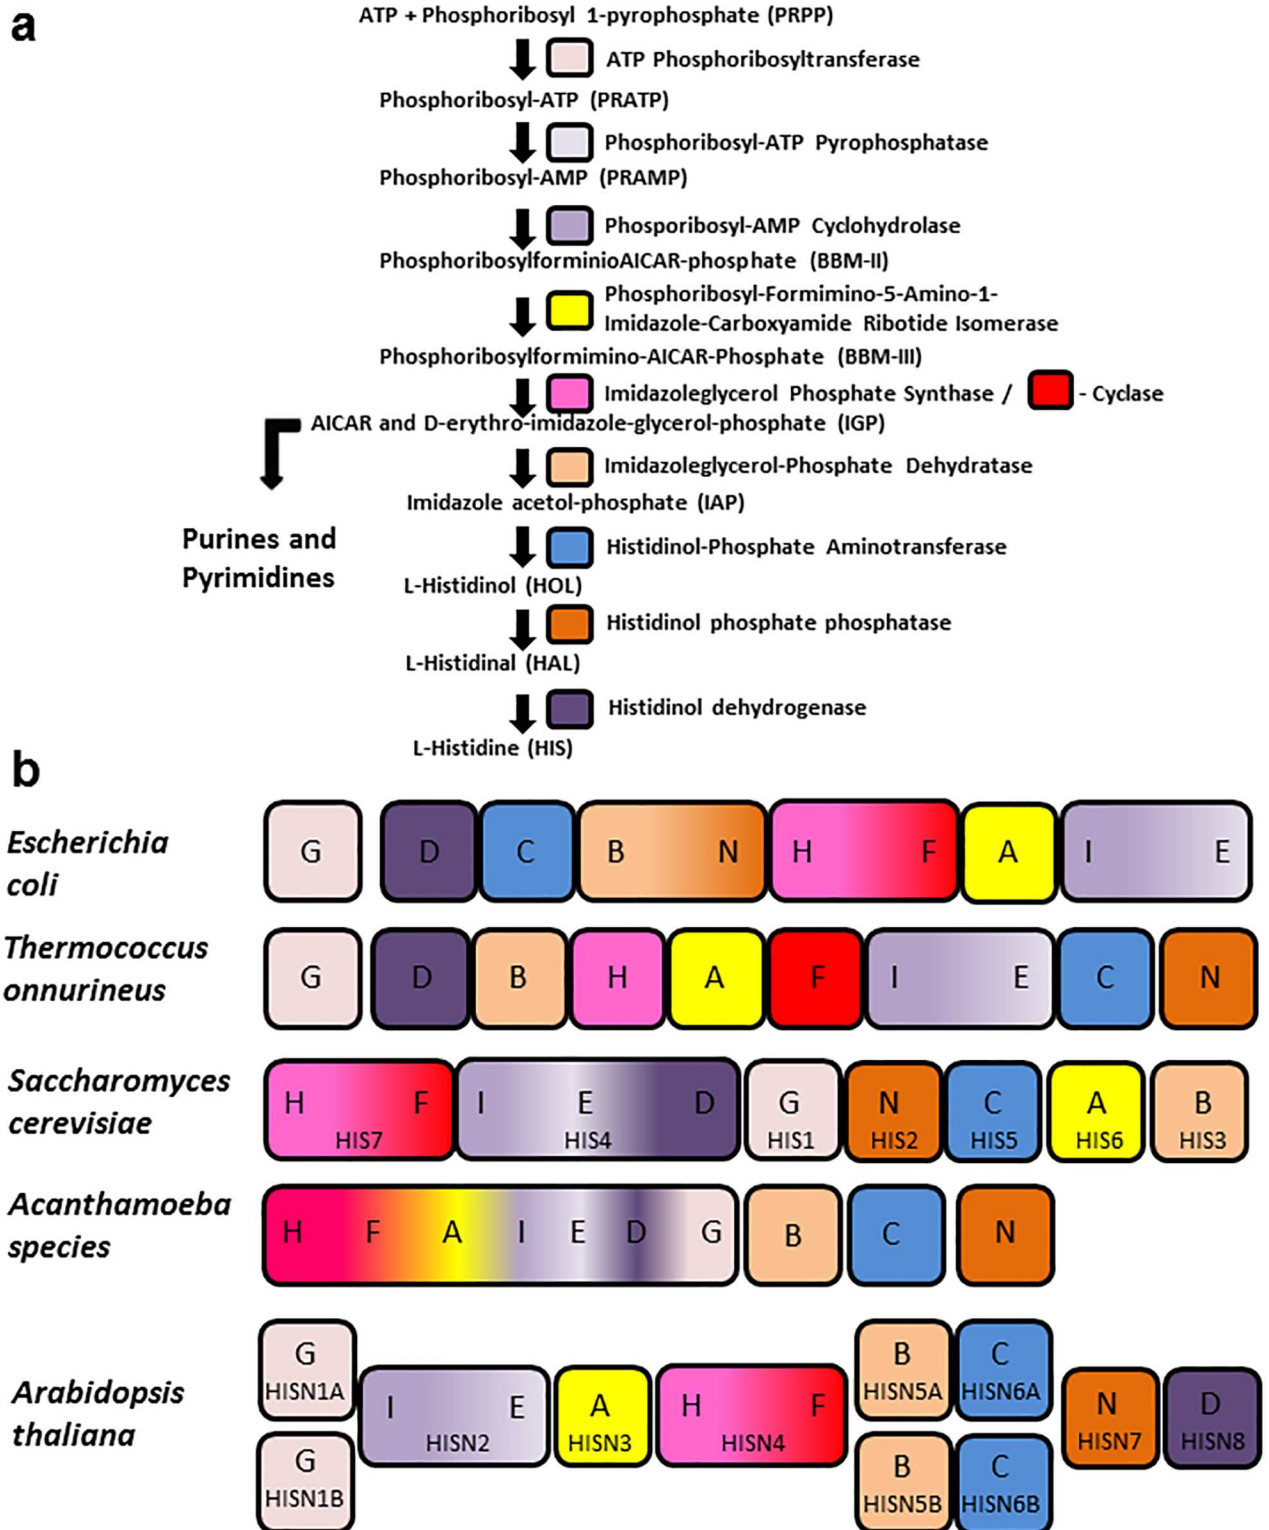 a
ATP + Phosphoribosyl 1-pyrophosphate (PRPP)
ATP Phosphoribosyltransferase
Phosphoribosyl-ATP (PRATP)
Phosphoribosyl-ATP Pyrophosphatase
Phosphoribosyl-AMP (PRAMP)
Phosporibosyl-AMP Cyclohydrolase
PhosphoribosylforminioAICAR-phosphate (BBM-II)
Phosphoribosyl-Formimino-5-Amino-1-
Imidazole-Carboxyamide Ribotide Isomerase
Phosphoribosylformimino-AICAR-Phosphate (BBM-III)
Imidazoleglycerol Phosphate Synthase / - Cyclase
AICAR and D-erythro-imidazole-glycerol-phosphate (IGP)
Imidazoleglycerol-Phosphate Dehydratase
Imidazole acetol-phosphate (IAP)
Purines and
Pyrimidines
Histidinol-Phosphate Aminotransferase
L-Histidinol (HOL)
Histidinol phosphate phosphatase
L-Histidinal (HAL)
Histidinol dehydrogenase
L-Histidine (HIS)
b
Escherichia
coli
G D C B N H F A I E
Thermococcus
onnurineus
G D B H A F I E C N
Saccharomyces
cerevisiae
H F I E D G N C A B
HIS7 HIS4 HIS1 HIS2 HIS5 HIS6 HIS3
Acanthamoeba
species
H F A I E D G B C N
Arabidopsis
thaliana
G B C
HISN1A HISN5A HISN6A
I E A H F N D
HISN2 HISN3 HISN4 HISN7 HISN8
G B C
HISN1B HISN5B HISN6B